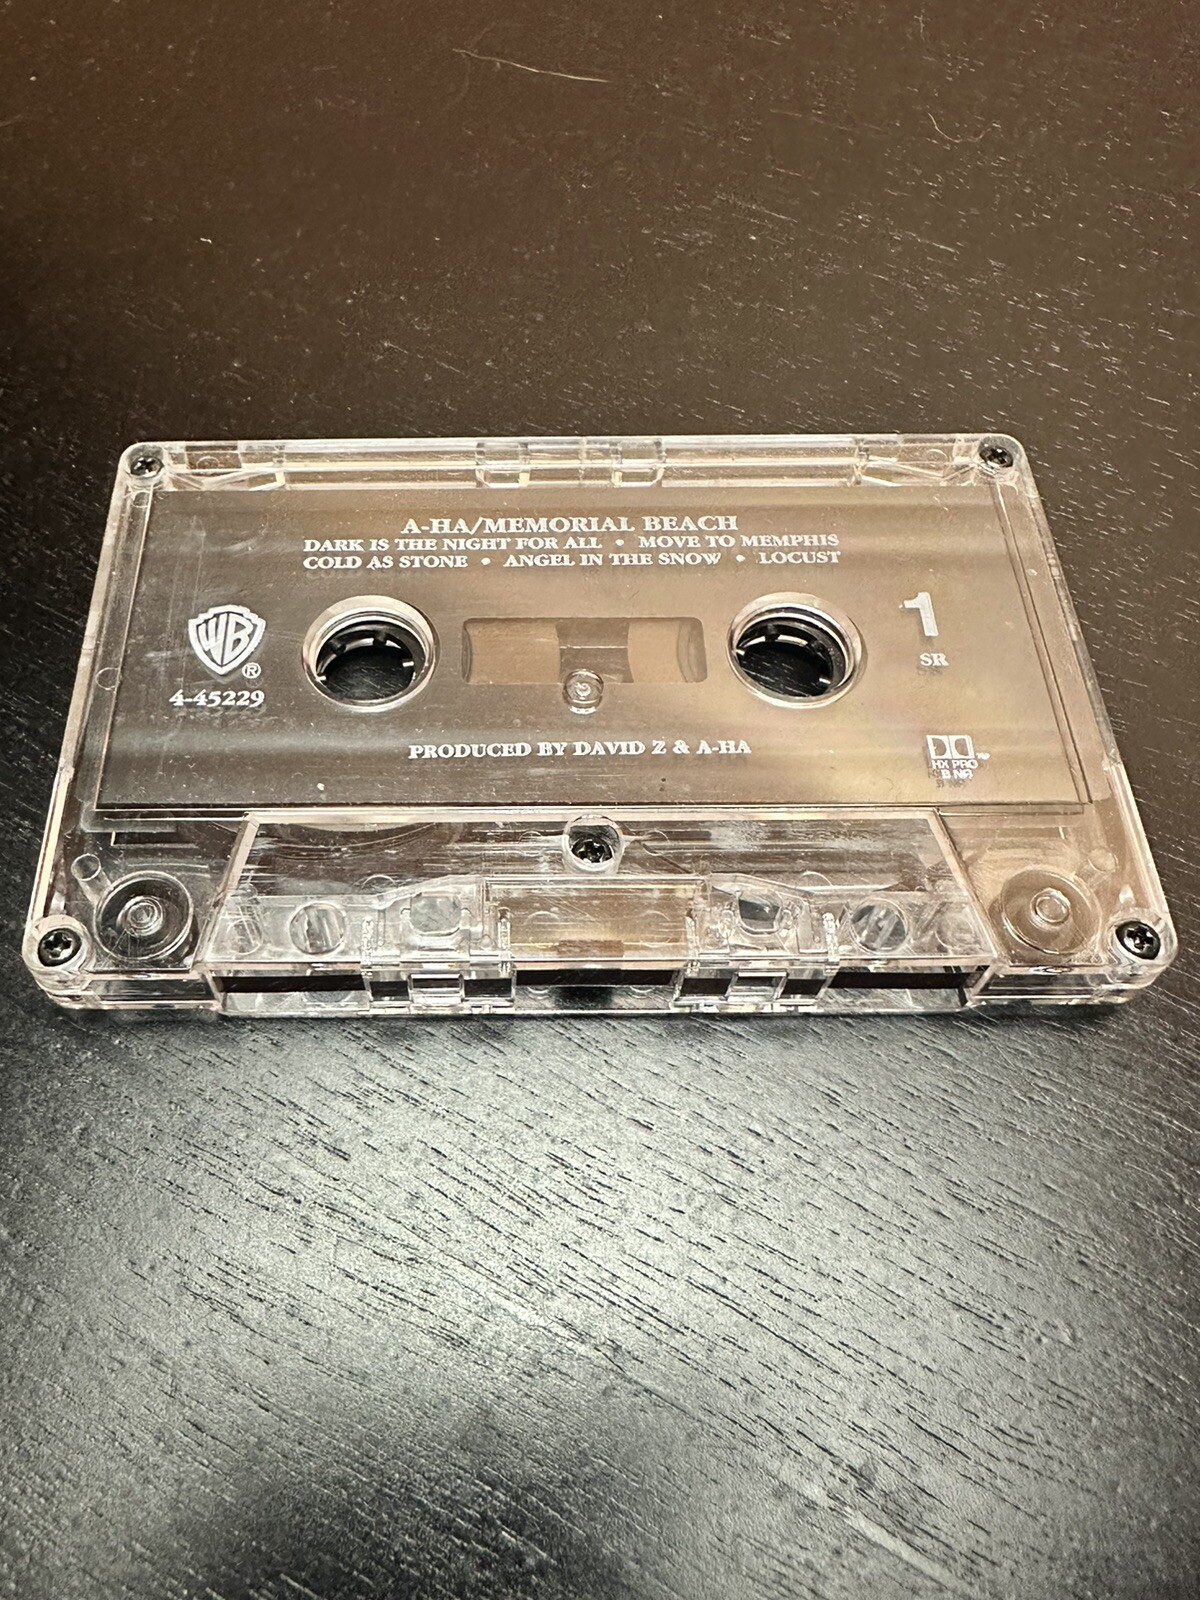 A-HA/MEMORIAL BEACH
DARK IS THE NIGHT FOR ALL • MOVE TO MEMPHIS
COLD AS STONE • ANGEL IN THE SNOW • LOCUST
WB
®
4-45229
1
SR
PRODUCED BY DAVID Z & A-HA
HX PRO
B NR